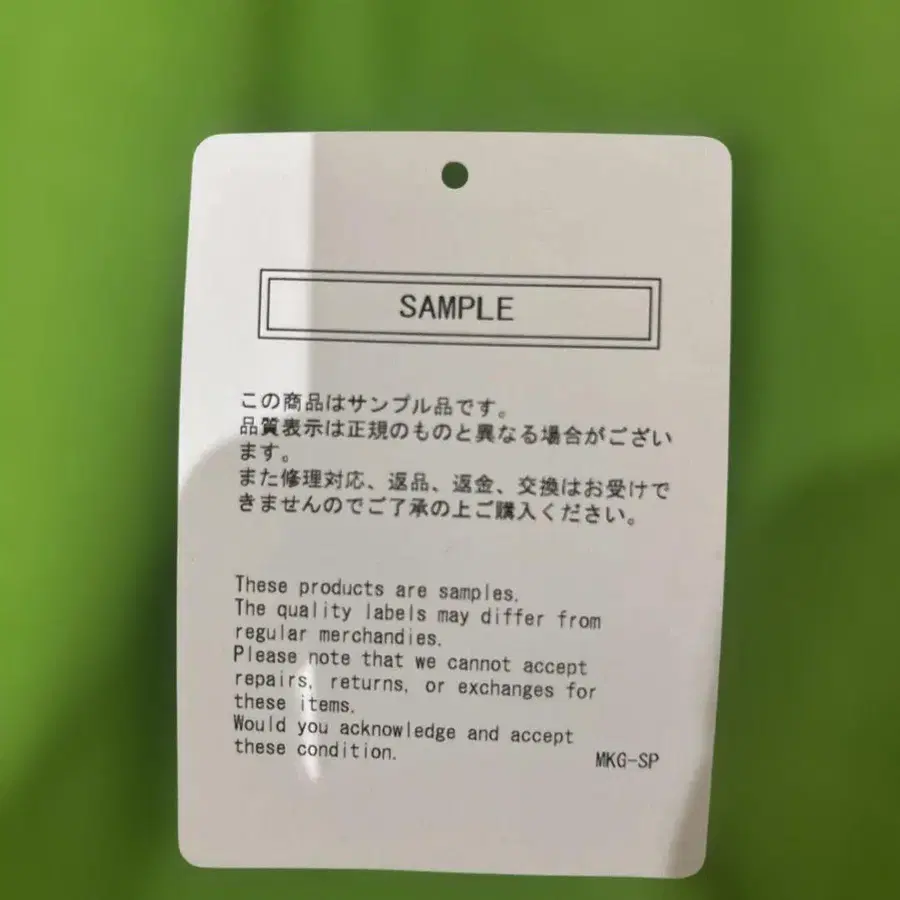 SAMPLE
この商品はサンプル品です。
品質表示は正規のものと異なる場合がござい
ます。
また修理対応、返品、返金、交換はお受けで
きませんのでご了承の上ご購入ください。
These products are samples.
The quality labels may differ from
regular merchandies.
Please note that we cannot accept
repairs, returns, or exchanges for
these items.
Would you acknowledge and accept
these condition.
MKG-SP